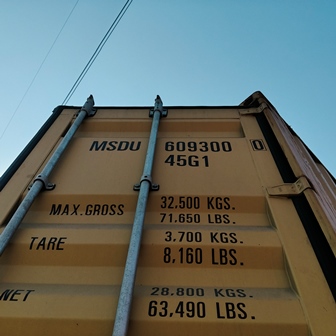 MSDU 609300 0
45G1
MAX.GROSS 32.500 KGS.
71.650 LBS.
TARE 3.700 KGS.
8,160 LBS.
NET 28,800 KGS.
63,490 LBS.